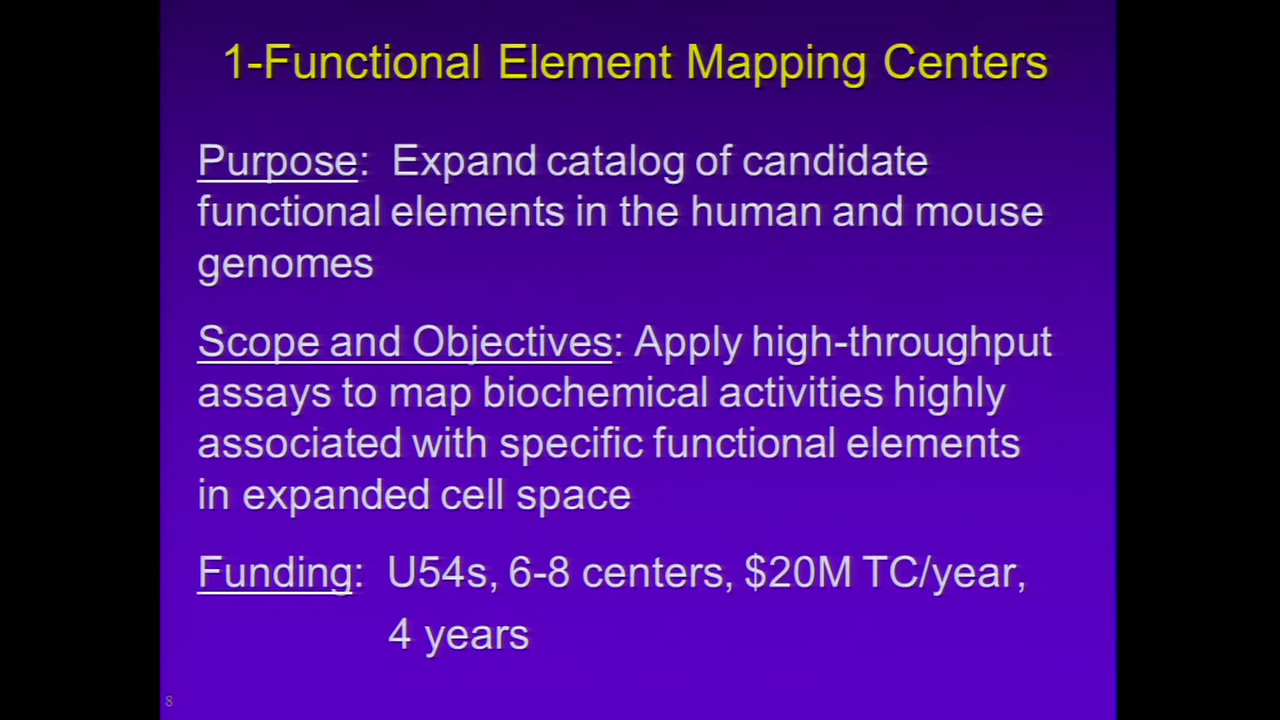 1-Functional Element Mapping Centers
Purpose: Expand catalog of candidate
functional elements in the human and mouse
genomes
Scope and Objectives: Apply high-throughput
assays to map biochemical activities highly
associated with specific functional elements
in expanded cell space
Funding: U54s, 6-8 centers, $20M TC/year,
4 years
8